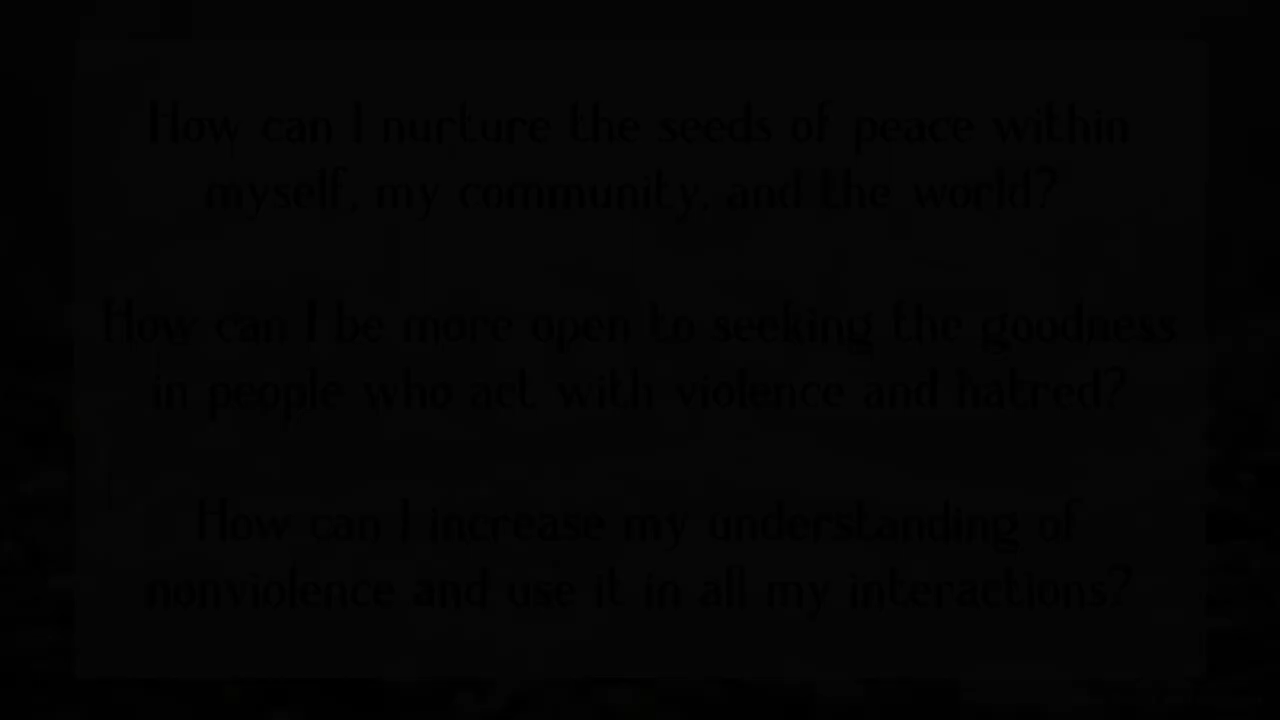 How can I nurture the seeds of peace within
myself, my community, and the world?
How can I be more open to seeking the goodness
in people who act with violence and hatred?
How can I increase my understanding of
nonviolence and use it in all my interactions?